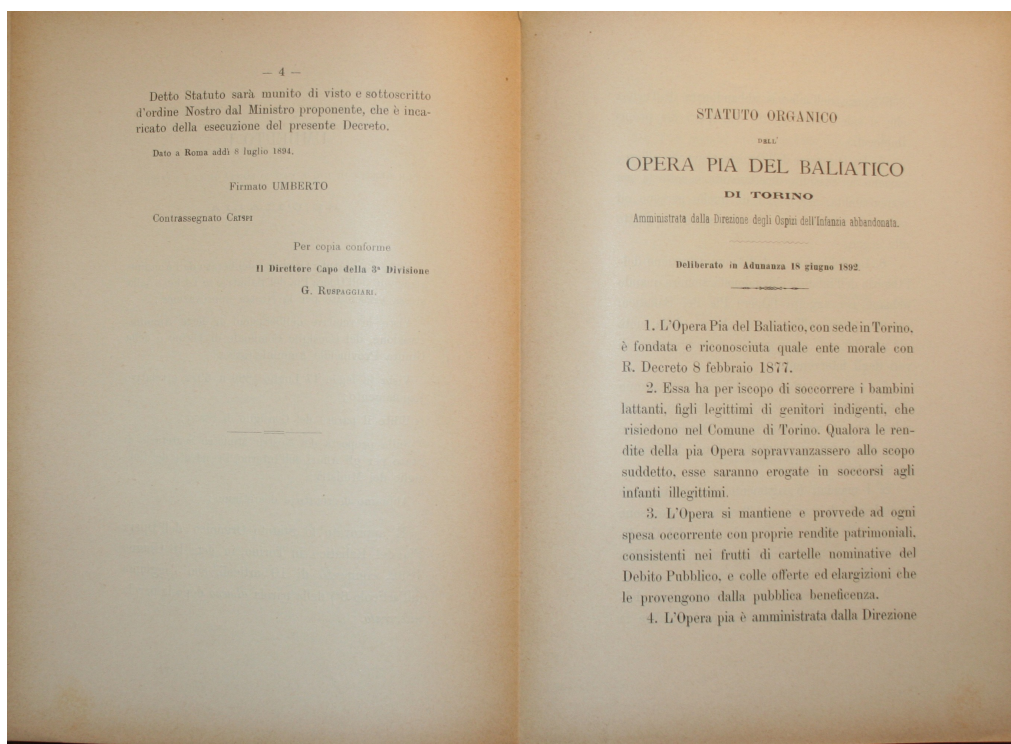 — 4 —
Detto Statuto sarà munito di visto e sottoscritto
d'ordine Nostro dal Ministro proponente, che è inca-
ricato della esecuzione del presente Decreto.
Dato a Roma addì 8 luglio 1894.
Firmato UMBERTO
Contrassegnato Crispi
Per copia conforme
Il Direttore Capo della 3ª Divisione
G. Ruspaggiari.
STATUTO ORGANICO
DALL'
OPERA PIA DEL BALIATICO
DI TORINO
Amministrata dalla Direzione degli Ospizi dell'Infanzia abbandonata.
Deliberato in Adunanza 18 giugno 1892.
1. L'Opera Pia del Baliatico, con sede in Torino,
è fondata e riconosciuta quale ente morale con
R. Decreto 8 febbraio 1877.
2. Essa ha per iscopo di soccorrere i bambini
lattanti, figli legittimi di genitori indigenti, che
risiedono nel Comune di Torino. Qualora le ren-
dite della pia Opera sopravvanzassero allo scopo
suddetto, esse saranno erogate in soccorsi agli
infanti illegittimi.
3. L'Opera si mantiene e provvede ad ogni
spesa occorrente con proprie rendite patrimoniali,
consistenti nei frutti di cartelle nominative del
Debito Pubblico, e colle offerte ed elargizioni che
le provengono dalla pubblica beneficenza.
4. L'Opera pia è amministrata dalla Direzione